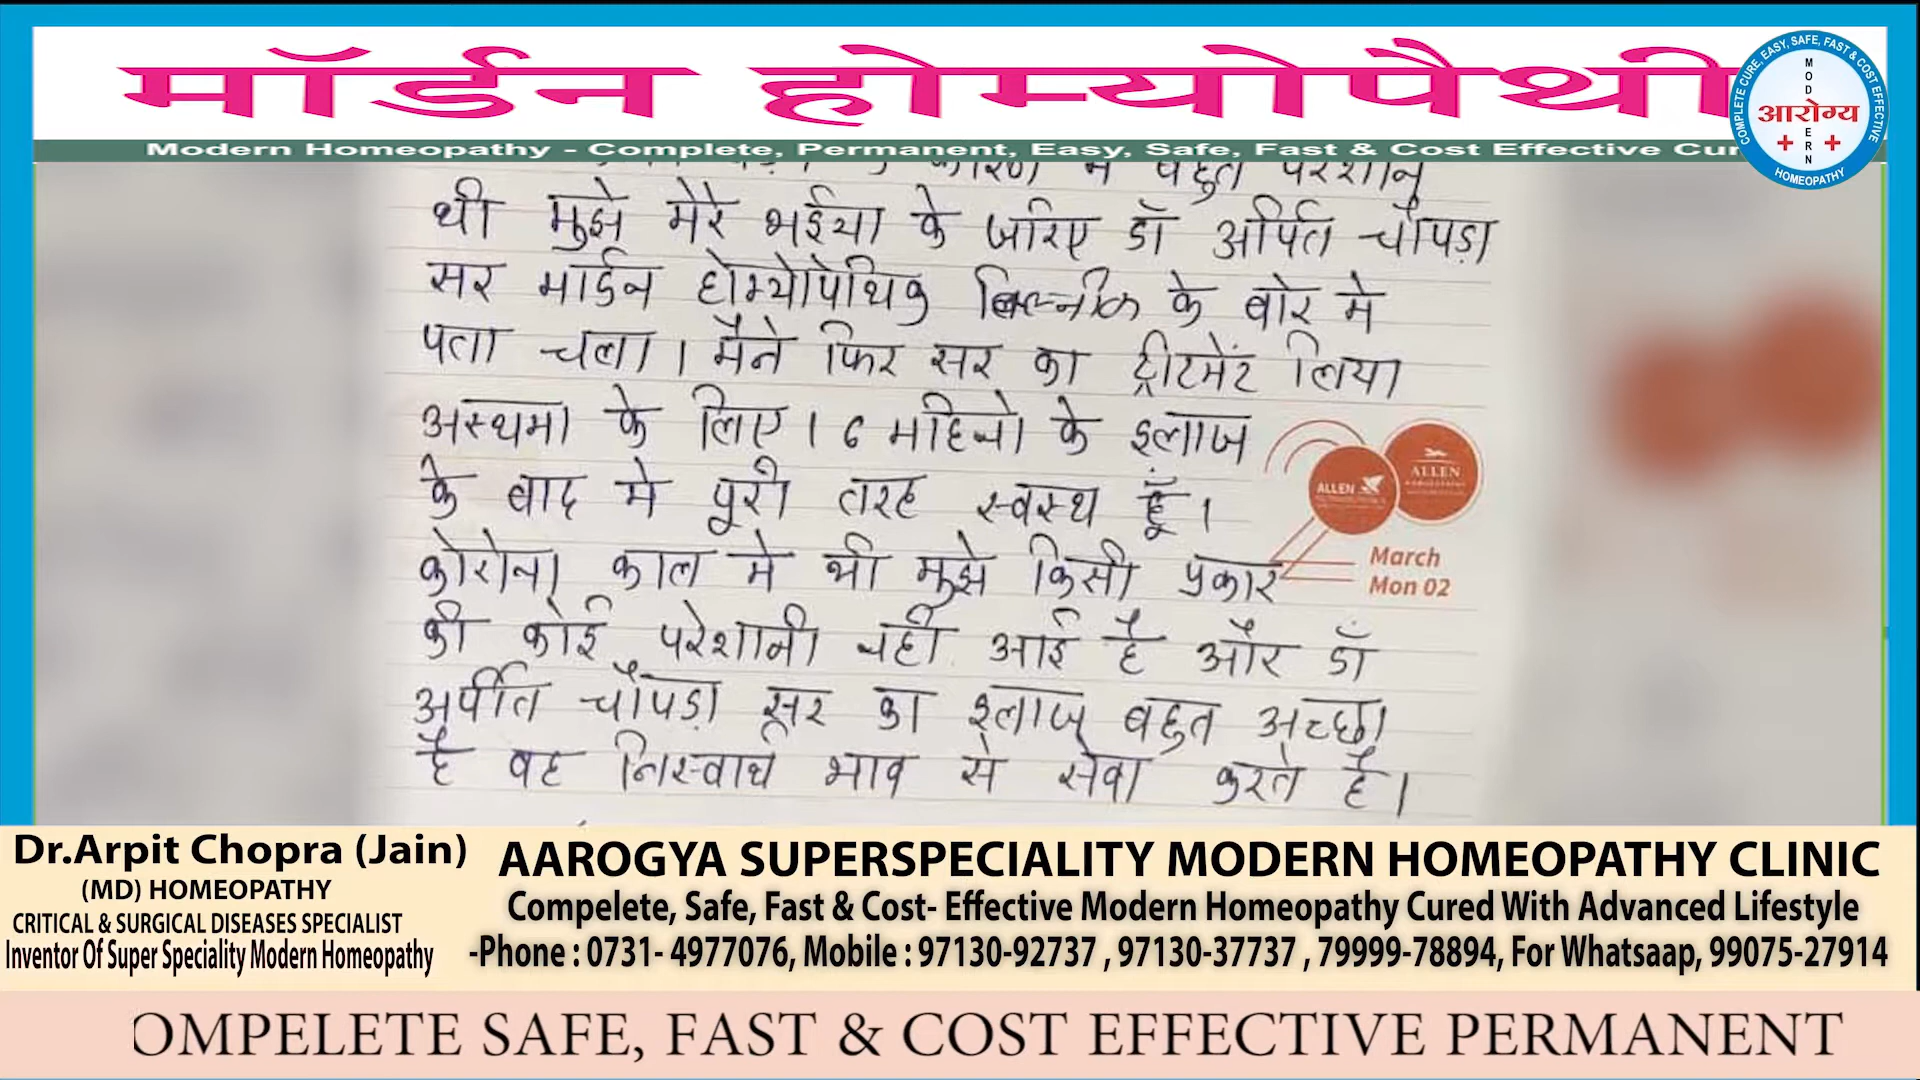 मॉर्डन होम्योपैथी
COMPLETE CURE, EASY, SAFE, FAST & COST EFFECTIVE
MODERN
आरोग्य
HOMEOPATHY
Modern Homeopathy - Complete, Permanent, Easy, Safe, Fast & Cost Effective Cur
कारण मे बहुत परेशान
थी मुझे मेरे भईया के जरिए डॉ अर्पित चौपड़ा
सर मार्डन होम्योपेथिक क्लिनीक के बारे मे
पता चला। मैने फिर सर का ट्रीटमेंट लिया
अस्थमा के लिए। 6 महिनो के इलाज
के बाद मे पूरी तरह स्वस्थ हूँ।
कोरोना काल मे भी मुझे किसी प्रकार
की कोई परेशानी नही आई है और डॉ
अर्पीत चौपड़ा सर का इलाज बहुत अच्छा
है वह निस्वार्थ भाव से सेवा करते है।
ALLEN
ALLEN
March
Mon 02
Dr.Arpit Chopra (Jain)
(MD) HOMEOPATHY
CRITICAL & SURGICAL DISEASES SPECIALIST
Inventor Of Super Speciality Modern Homeopathy
AAROGYA SUPERSPECIALITY MODERN HOMEOPATHY CLINIC
Compelete, Safe, Fast & Cost- Effective Modern Homeopathy Cured With Advanced Lifestyle
-Phone : 0731- 4977076, Mobile : 97130-92737 , 97130-37737 , 79999-78894, For Whatsaap, 99075-27914
OMPELETE SAFE, FAST & COST EFFECTIVE PERMANENT